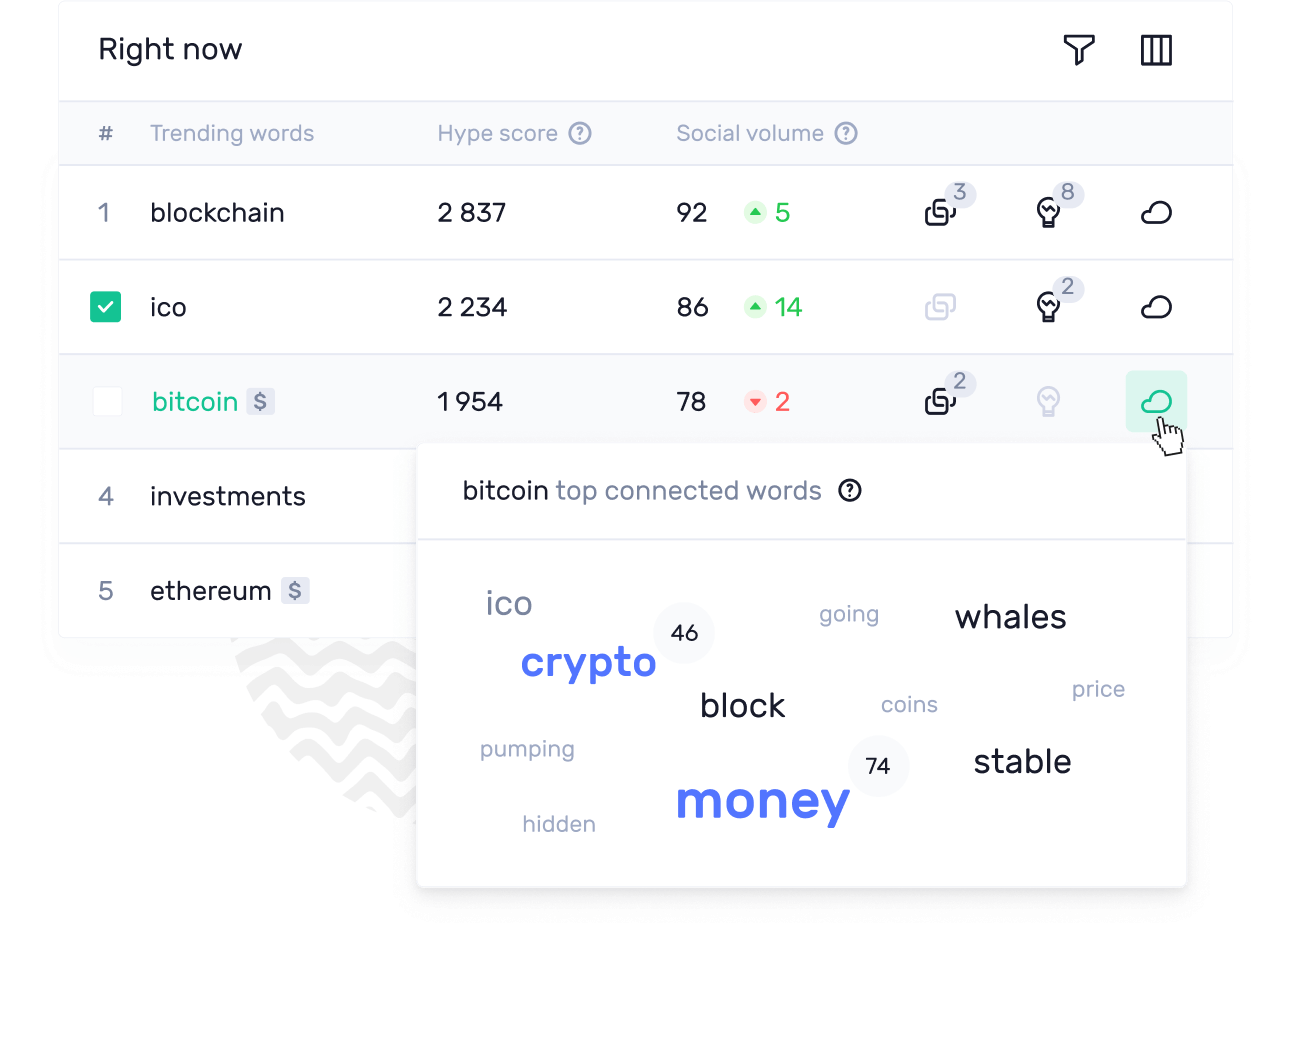 Right now
# Trending words Hype score ? Social volume ?
1 blockchain 2 837 92 5 3 8
ico 2 234 86 14 2
bitcoin $ 1 954 78 2 2
4 investments
5 ethereum $
bitcoin top connected words ?
ico
46
going
whales
crypto
block
coins
price
pumping
74
stable
money
hidden